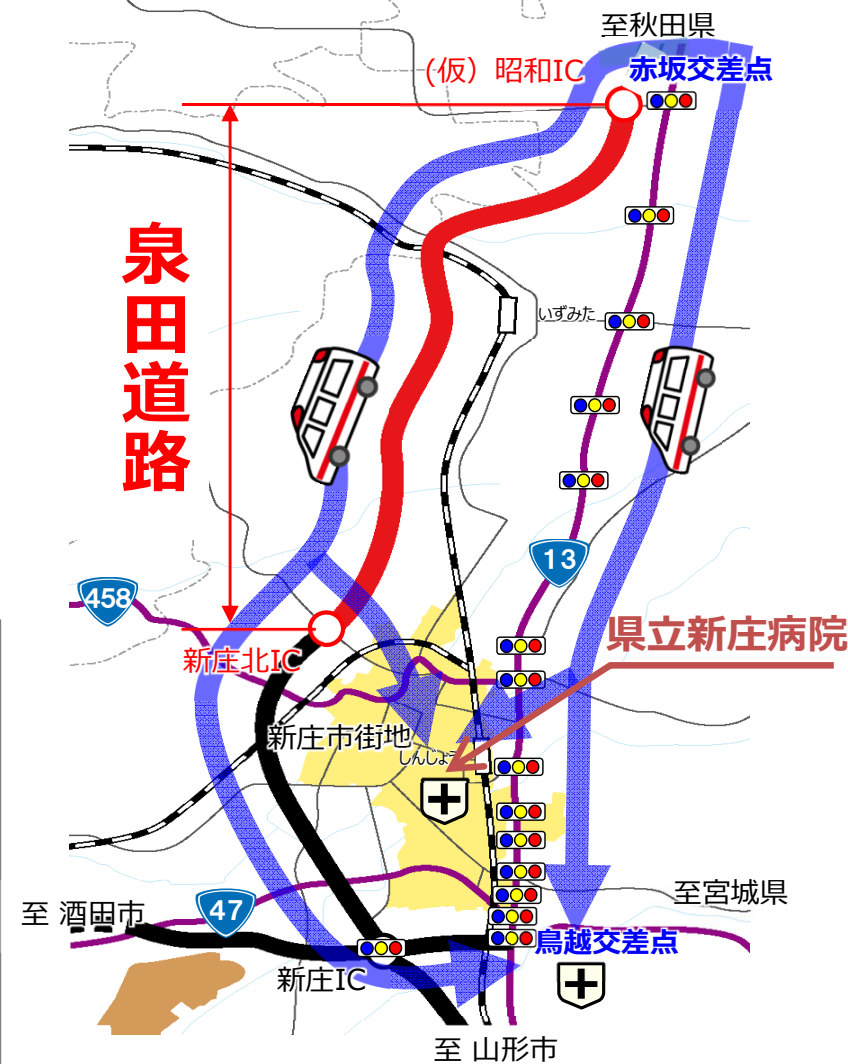 至秋田県
(仮）昭和IC
赤坂交差点
泉田道路
いずみた
13
458
県立新庄病院
新庄北IC
新庄市街地
しんじょう
47
至宮城県
至 酒田市
鳥越交差点
新庄IC
至 山形市